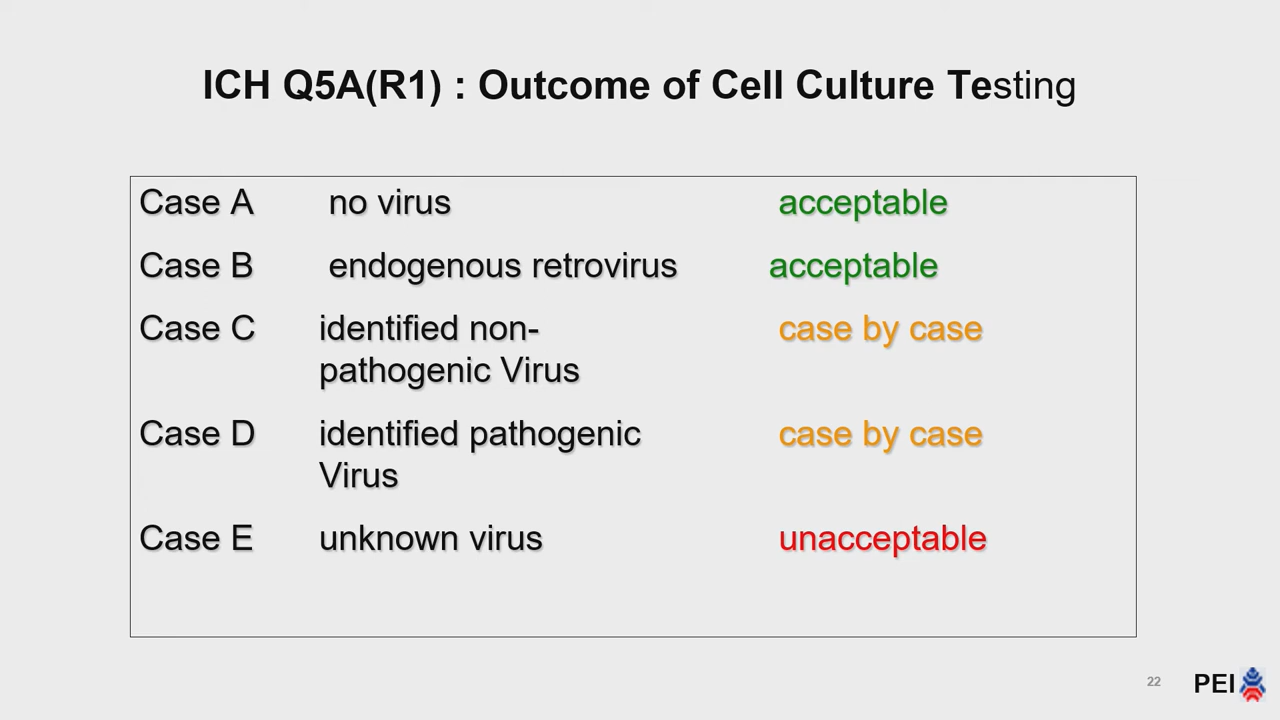 ICH Q5A(R1) : Outcome of Cell Culture Testing
Case A no virus acceptable
Case B endogenous retrovirus acceptable
Case C identified non- case by case
pathogenic Virus
Case D identified pathogenic case by case
Virus
Case E unknown virus unacceptable
22 PEI